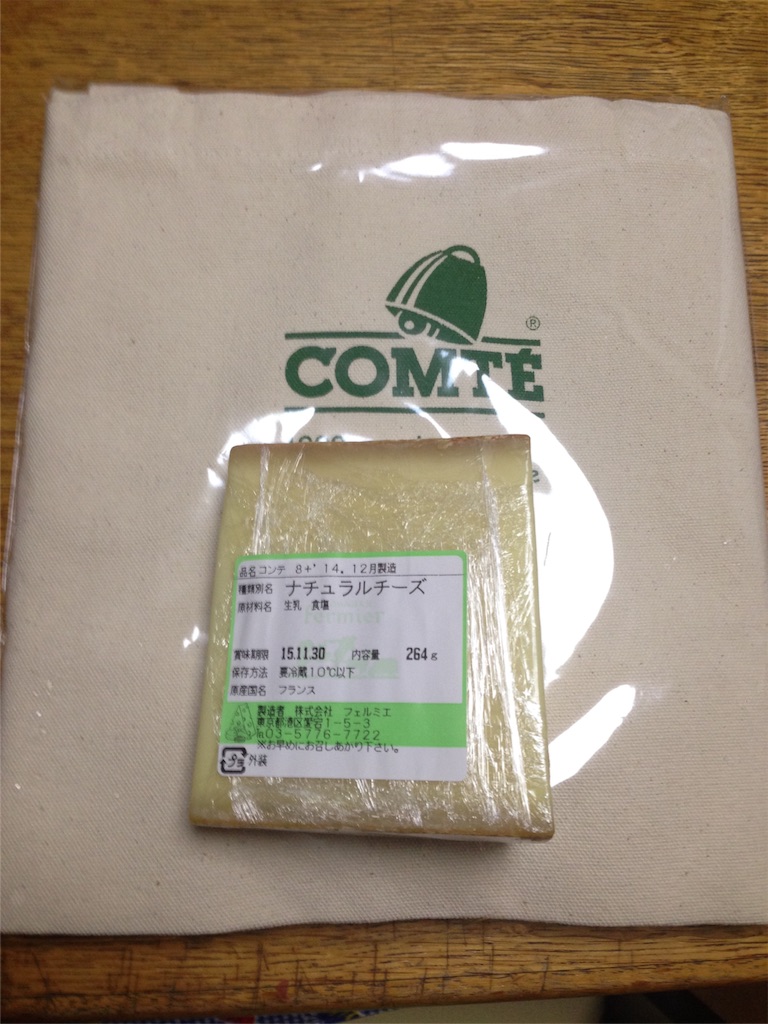 ®
COMTÉ
品名 コンテ 8+'14.12月製造
種類別名 ナチュラルチーズ
原材料名 生乳 食塩
賞味期限 15.11.30 内容量 264g
保存方法 要冷蔵10℃以下
原産国名 フランス
製造者 株式会社 フェルミエ
東京都港区愛宕1-5-3
℡03-5776-7722
※お早めにお召しあがり下さい。
プラ 外装